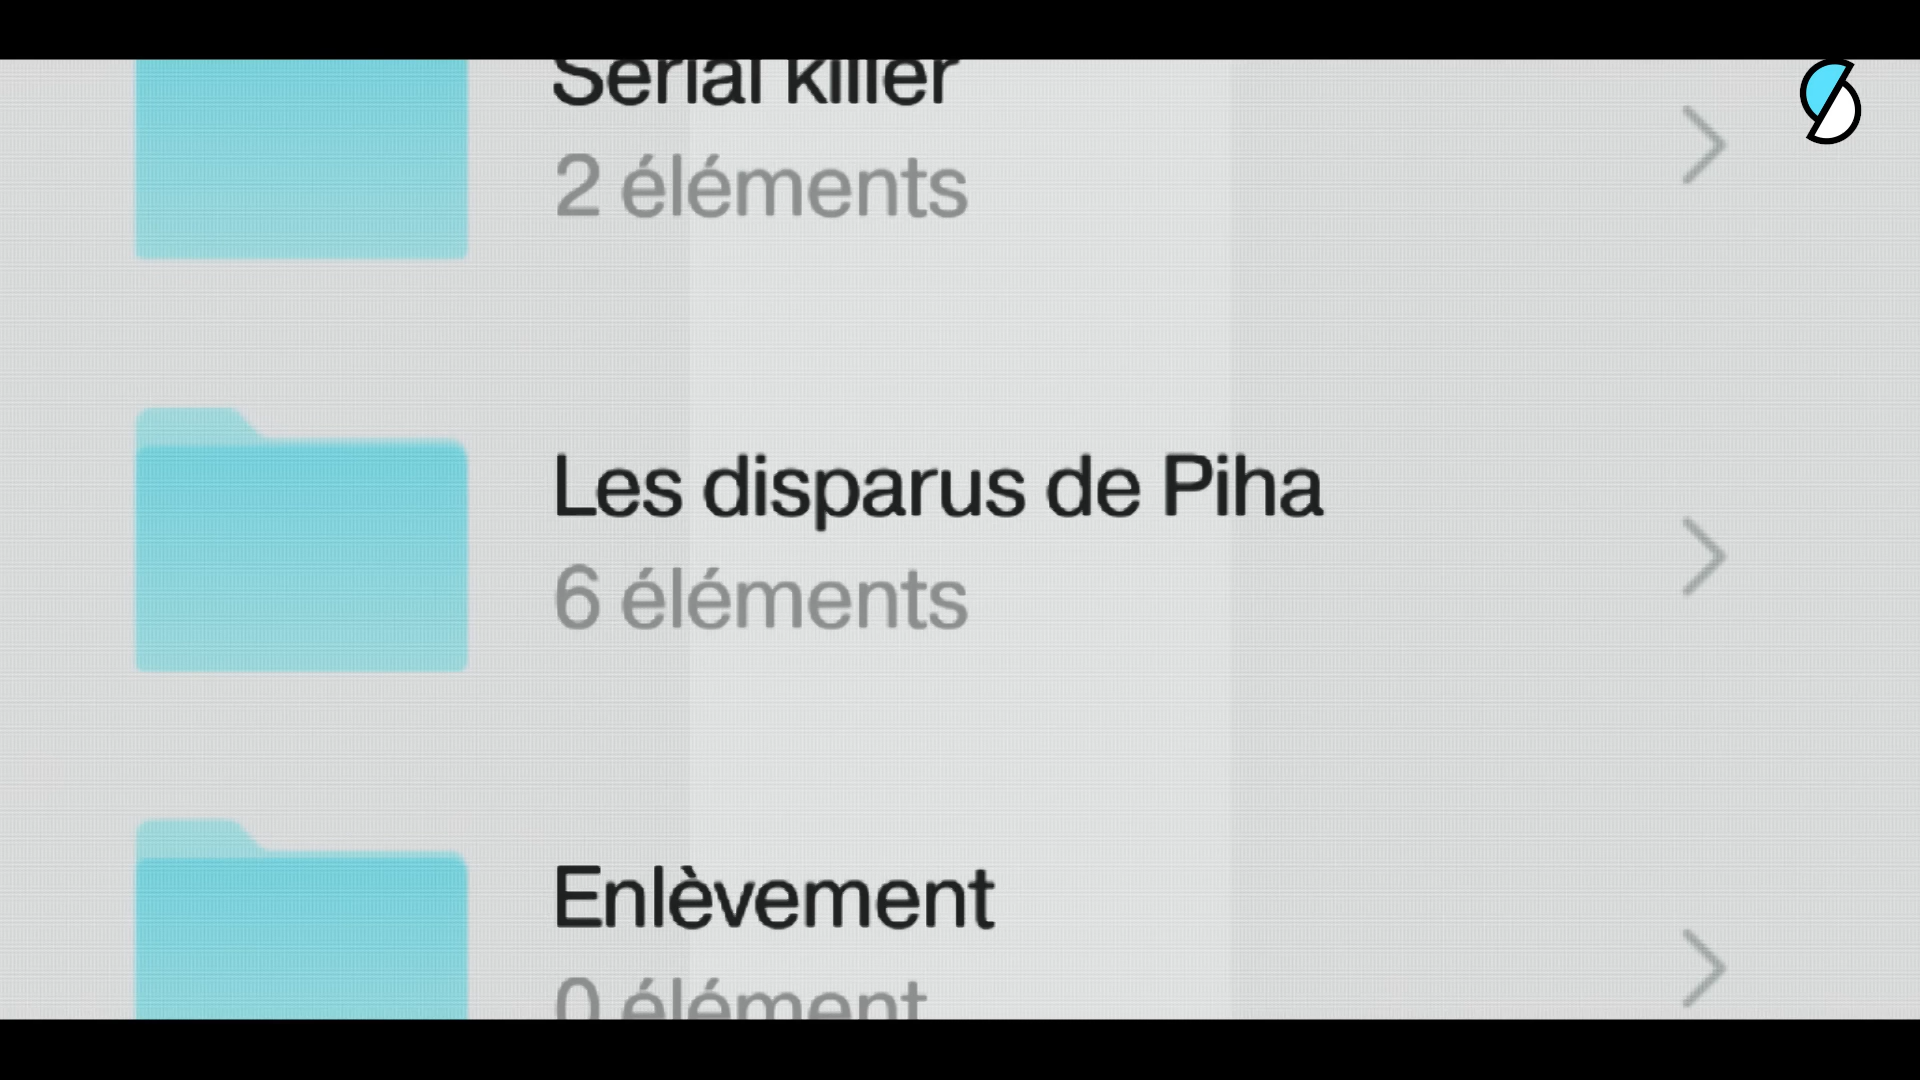 Serial killer
2 éléments
Les disparus de Piha
6 éléments
Enlèvement
0 élément